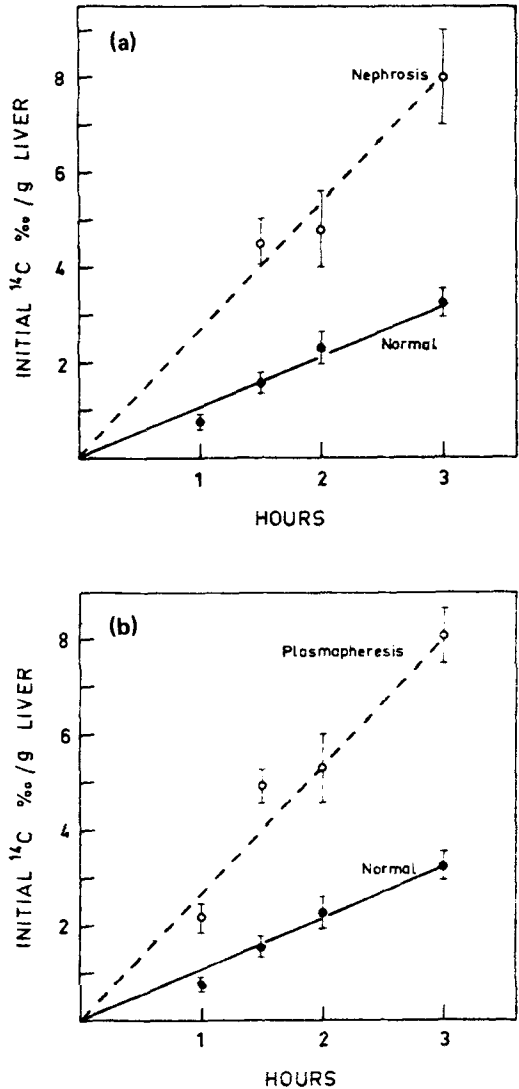 (a)
Nephrosis
Normal
INITIAL ¹⁴C ‰ / g LIVER
8
6
4
2
1 2 3
HOURS
(b)
Plasmapheresis
Normal
INITIAL ¹⁴C ‰ / g LIVER
8
6
4
2
1 2 3
HOURS